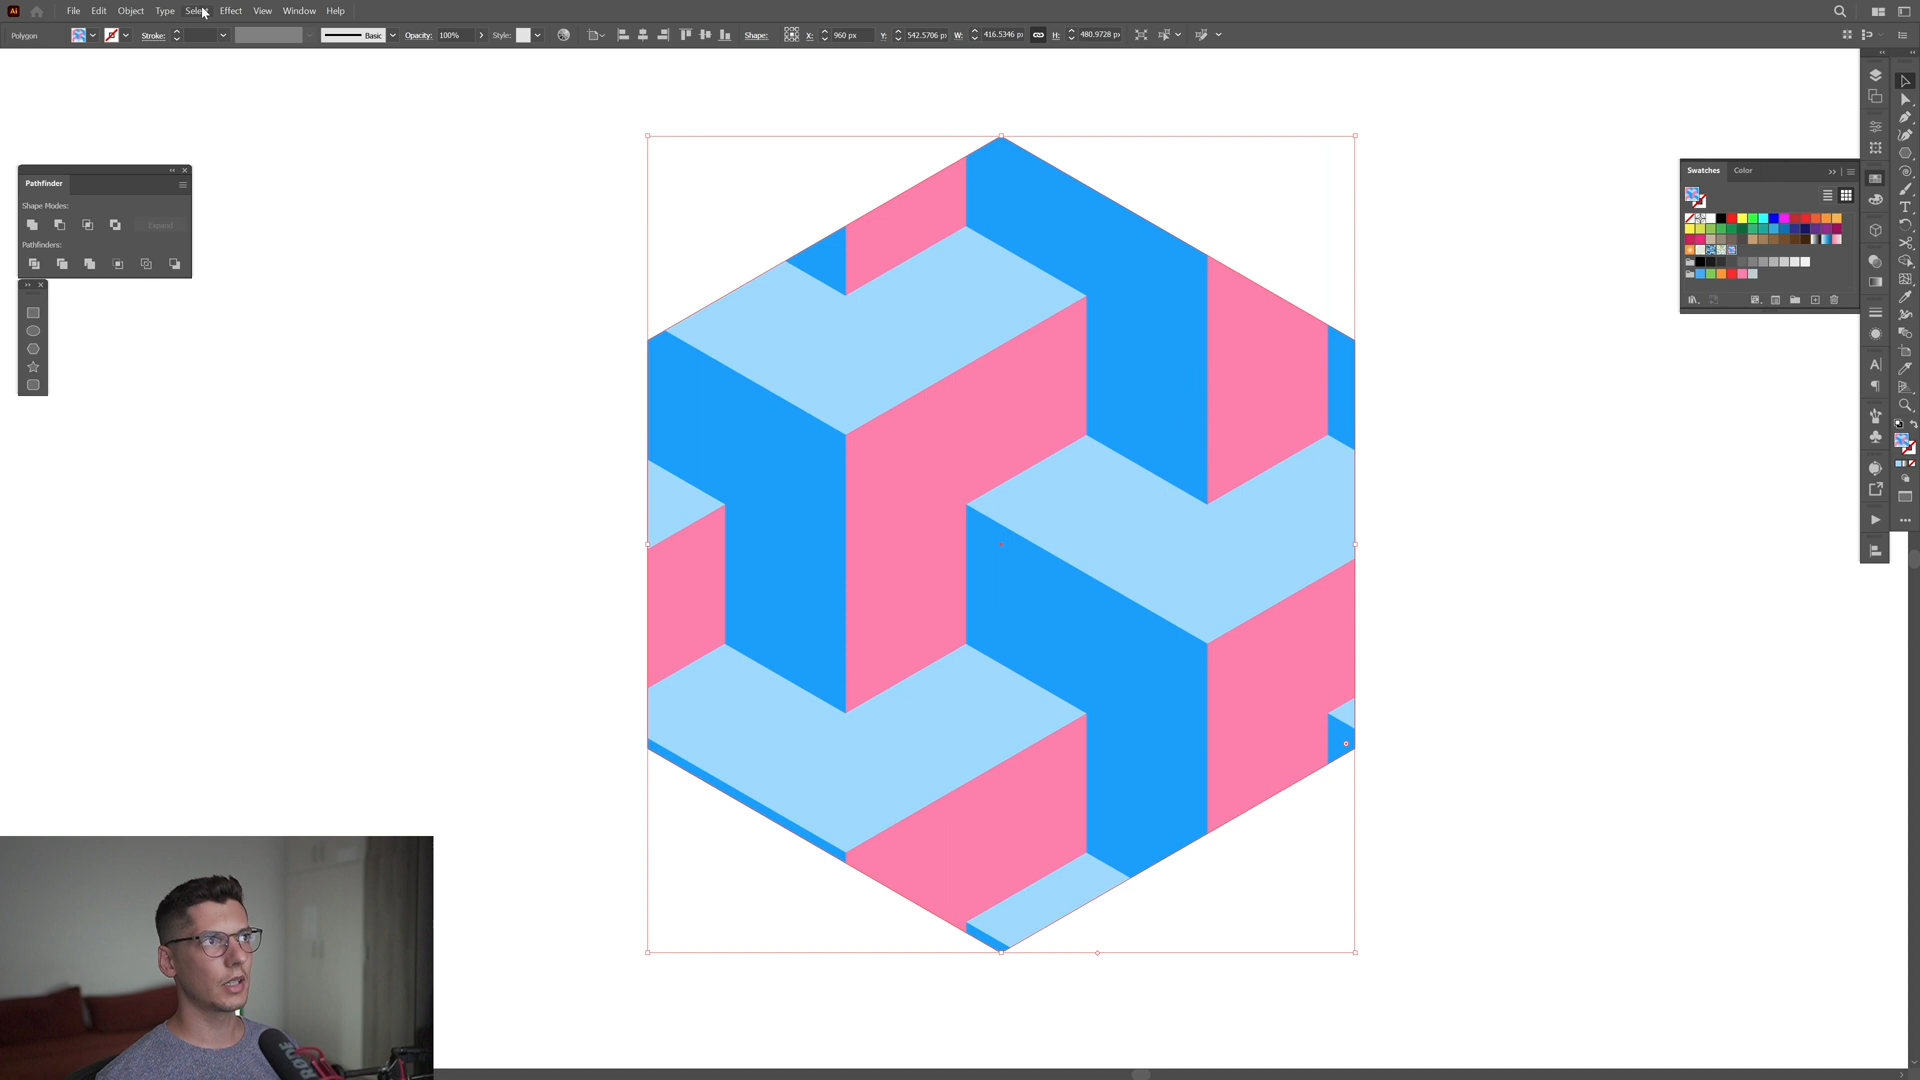 Ai File Edit Object Type Select Effect View Window Help
Polygon Stroke: Basic Opacity: 100% Style: Shape: X: 960 px Y: 542.5706 p W: 416.5346 p H: 480.9728 p
Pathfinder
Shape Modes:
Expand
Pathfinders:
Swatches Color
RODE